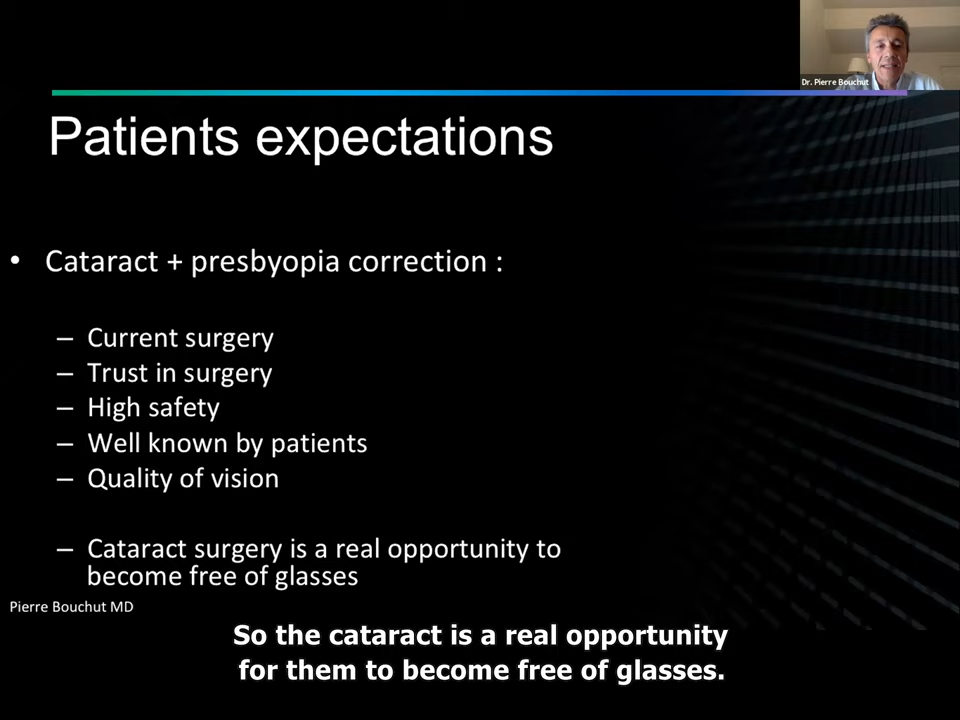 Dr. Pierre Bouchut
Patients expectations
• Cataract + presbyopia correction :
– Current surgery
– Trust in surgery
– High safety
– Well known by patients
– Quality of vision
– Cataract surgery is a real opportunity to
become free of glasses
Pierre Bouchut MD
So the cataract is a real opportunity
for them to become free of glasses.